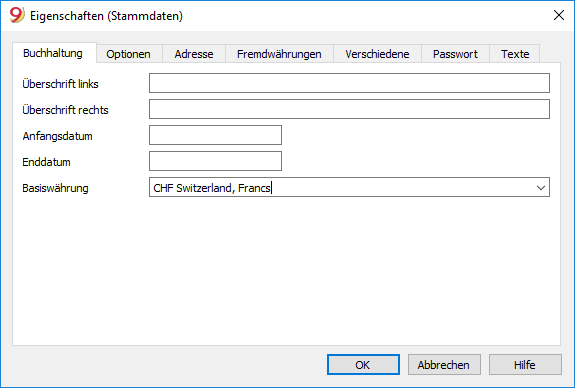 9 Eigenschaften (Stammdaten)
Buchhaltung Optionen Adresse Fremdwährungen Verschiedene Passwort Texte
Überschrift links
Überschrift rechts
Anfangsdatum
Enddatum
Basiswährung CHF Switzerland, Francs
OK Abbrechen Hilfe